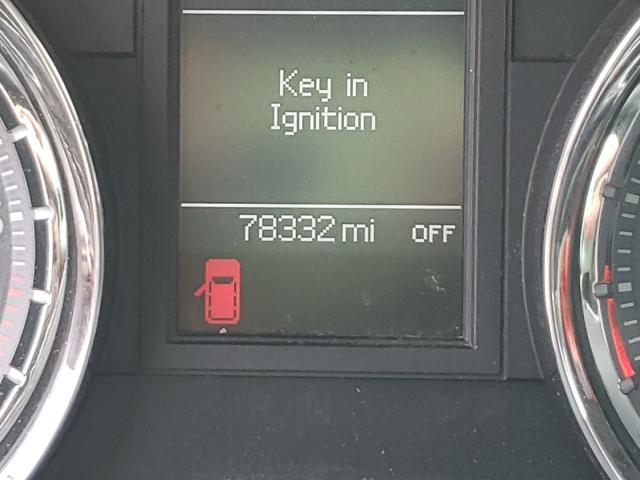 Key in
Ignition
78332 mi OFF